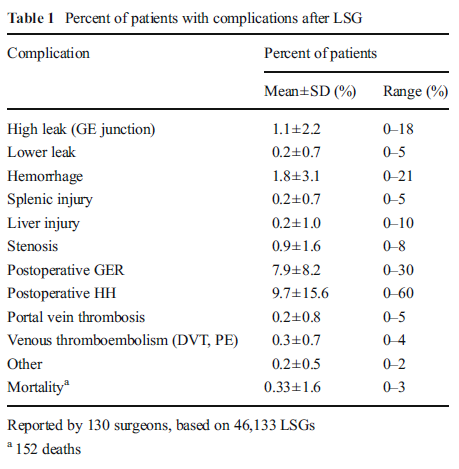 Table 1 Percent of patients with complications after LSG
Complication Percent of patients
Mean±SD (%) Range (%)
High leak (GE junction) 1.1±2.2 0–18
Lower leak 0.2±0.7 0–5
Hemorrhage 1.8±3.1 0–21
Splenic injury 0.2±0.7 0–5
Liver injury 0.2±1.0 0–10
Stenosis 0.9±1.6 0–8
Postoperative GER 7.9±8.2 0–30
Postoperative HH 9.7±15.6 0–60
Portal vein thrombosis 0.2±0.8 0–5
Venous thromboembolism (DVT, PE) 0.3±0.7 0–4
Other 0.2±0.5 0–2
Mortalityª 0.33±1.6 0–3
Reported by 130 surgeons, based on 46,133 LSGs
ª 152 deaths